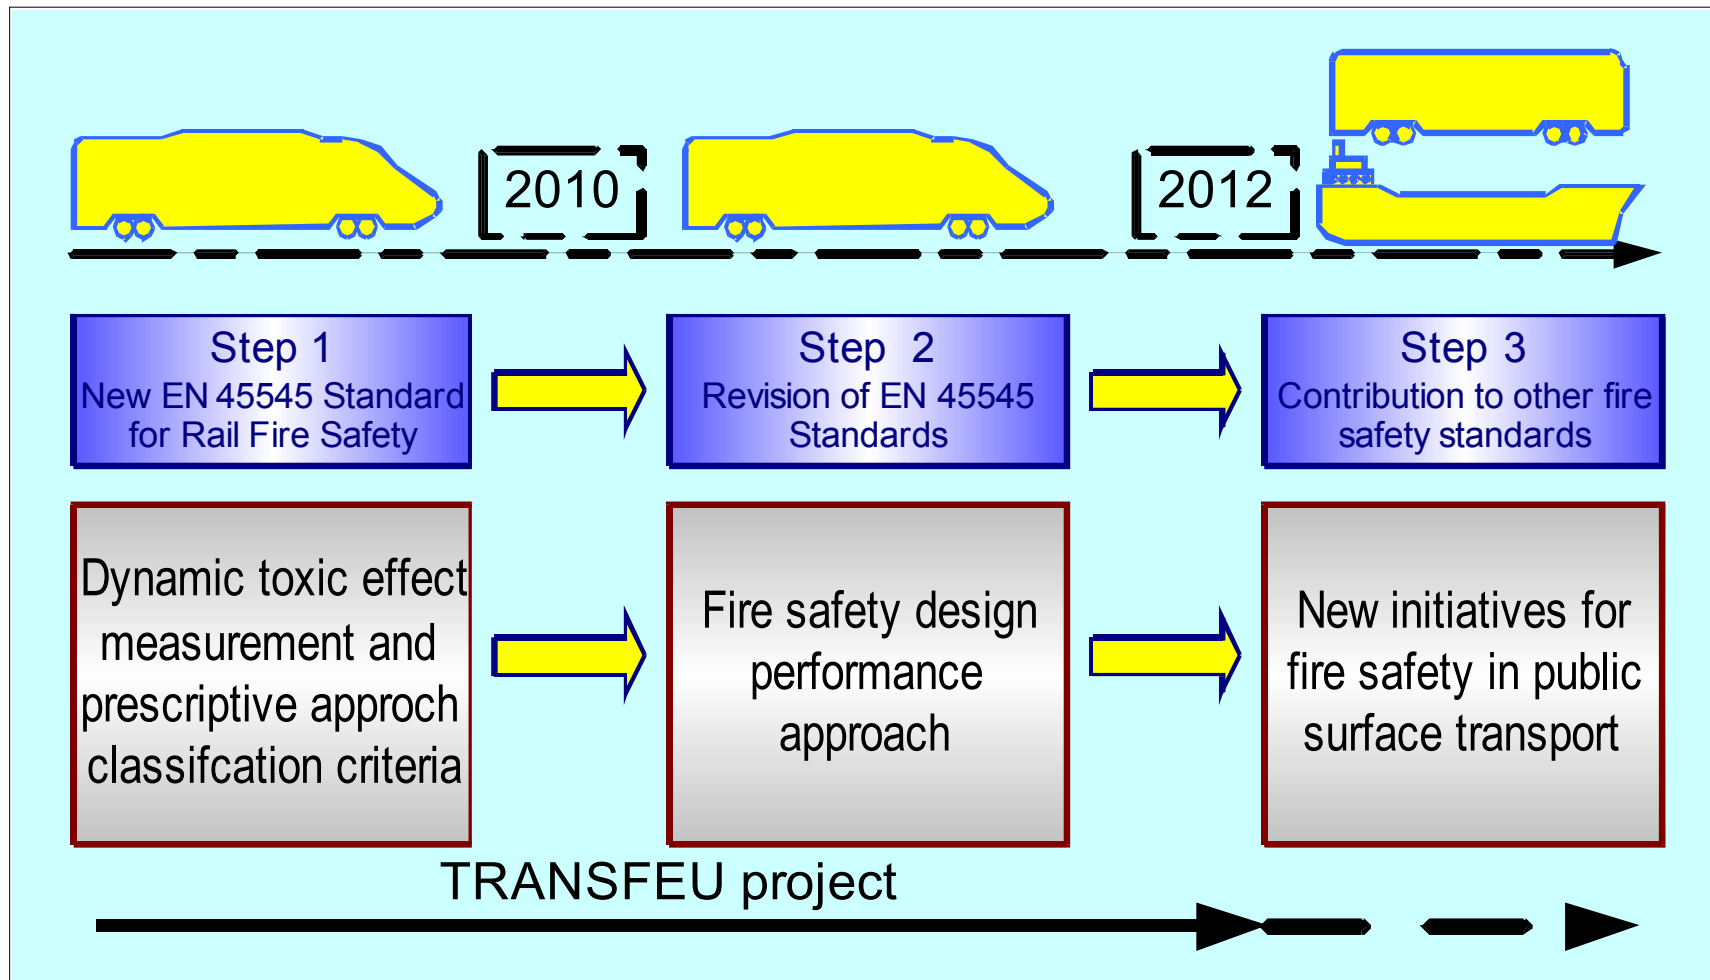 2010
2012
Step 1
New EN 45545 Standard
for Rail Fire Safety
Step 2
Revision of EN 45545
Standards
Step 3
Contribution to other fire
safety standards
Dynamic toxic effect
measurement and
prescriptive approch
classifcation criteria
Fire safety design
performance
approach
New initiatives for
fire safety in public
surface transport
TRANSFEU project